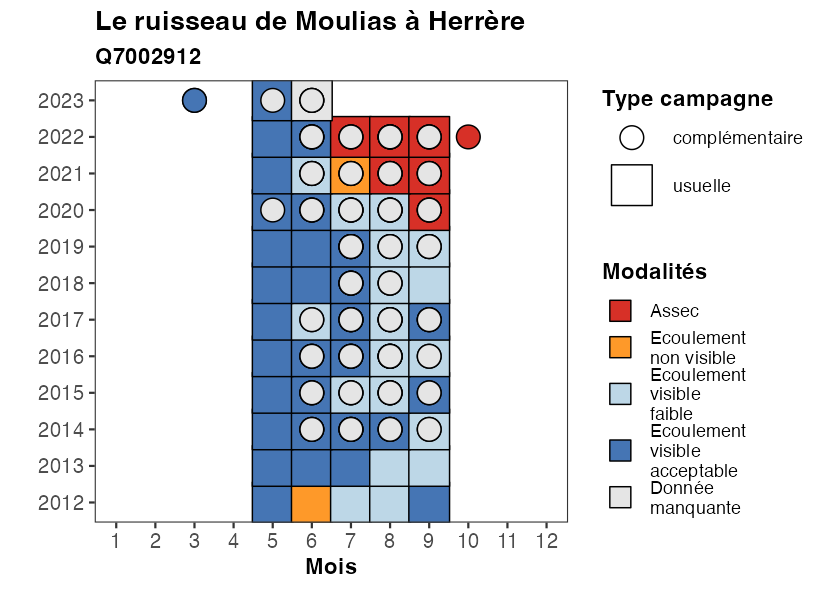 Le ruisseau de Moulias à Herrère
Q7002912
2023
2022
2021
2020
2019
2018
2017
2016
2015
2014
2013
2012
1 2 3 4 5 6 7 8 9 10 11 12
Mois
Type campagne
complémentaire
usuelle
Modalités
Assec
Ecoulement
non visible
Ecoulement
visible
faible
Ecoulement
visible
acceptable
Donnée
manquante